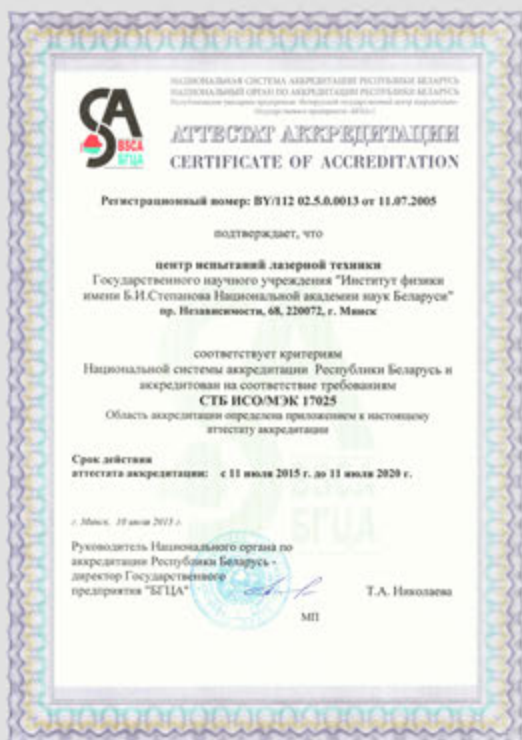 BSCA
БГЦА
НАЦИОНАЛЬНАЯ СИСТЕМА АККРЕДИТАЦИИ РЕСПУБЛИКИ БЕЛАРУСЬ
НАЦИОНАЛЬНЫЙ ОРГАН ПО АККРЕДИТАЦИИ РЕСПУБЛИКИ БЕЛАРУСЬ
Республиканское унитарное предприятие
АТТЕСТАТ АККРЕДИТАЦИИ
CERTIFICATE OF ACCREDITATION
Регистрационный номер: BY/112 02.5.0.0013 от 11.07.2005
подтверждает, что
центр испытаний лазерной техники
Государственного научного учреждения "Институт физики
имени Б.И.Степанова Национальной академии наук Беларуси"
пр. Независимости, 68, 220072, г. Минск
соответствует критериям
Национальной системы аккредитации Республики Беларусь и
аккредитован на соответствие требованиям
СТБ ИСО/МЭК 17025
Область аккредитации определена приложением к настоящему
аттестату аккредитации
Срок действия
аттестата аккредитации: с 11 июля 2015 г. до 11 июля 2020 г.
г. Минск, 10 июля 2015 г.
Руководитель Национального органа по
аккредитации Республики Беларусь -
директор Государственного
предприятия "БГЦА"
Т.А. Николаева
МП